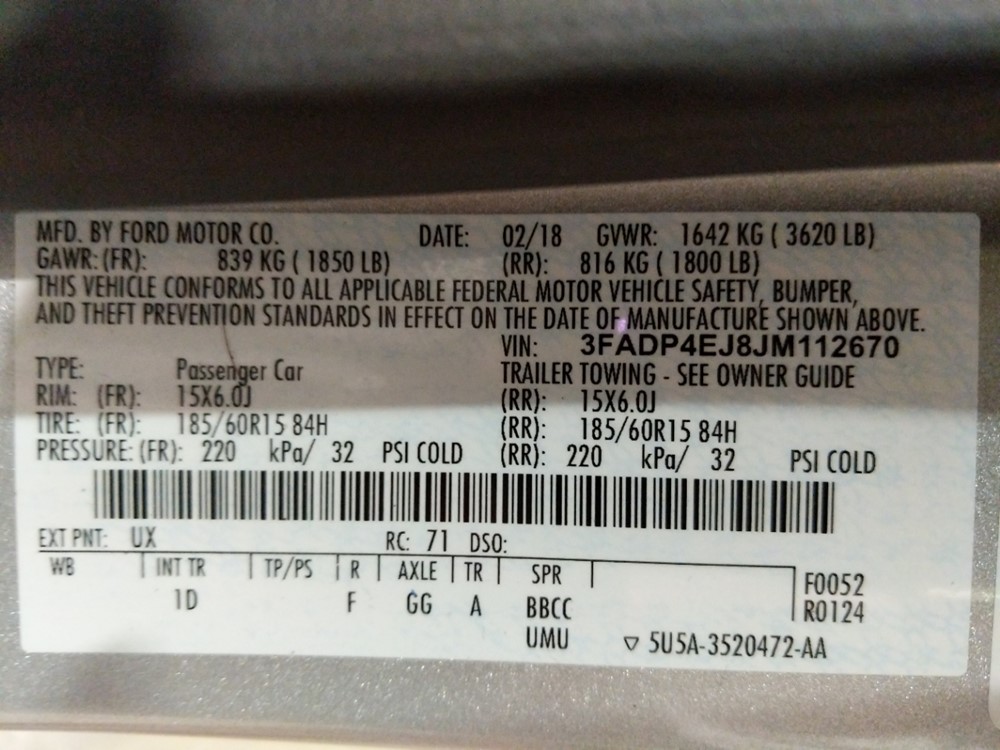 MFD. BY FORD MOTOR CO. DATE: 02/18 GVWR: 1642 KG ( 3620 LB)
GAWR: (FR): 839 KG ( 1850 LB) (RR): 816 KG ( 1800 LB)
THIS VEHICLE CONFORMS TO ALL APPLICABLE FEDERAL MOTOR VEHICLE SAFETY, BUMPER,
AND THEFT PREVENTION STANDARDS IN EFFECT ON THE DATE OF MANUFACTURE SHOWN ABOVE.
VIN: 3FADP4EJ8JM112670
TYPE: Passenger Car TRAILER TOWING - SEE OWNER GUIDE
RIM: (FR): 15X6.0J (RR): 15X6.0J
TIRE: (FR): 185/60R15 84H (RR): 185/60R15 84H
PRESSURE: (FR): 220 kPa/ 32 PSI COLD (RR): 220 kPa/ 32 PSI COLD
EXT PNT: UX RC: 71 DSO:
WB INT TR TP/PS R AXLE TR SPR F0052
1D F GG A BBCC R0124
UMU ▽ 5U5A-3520472-AA